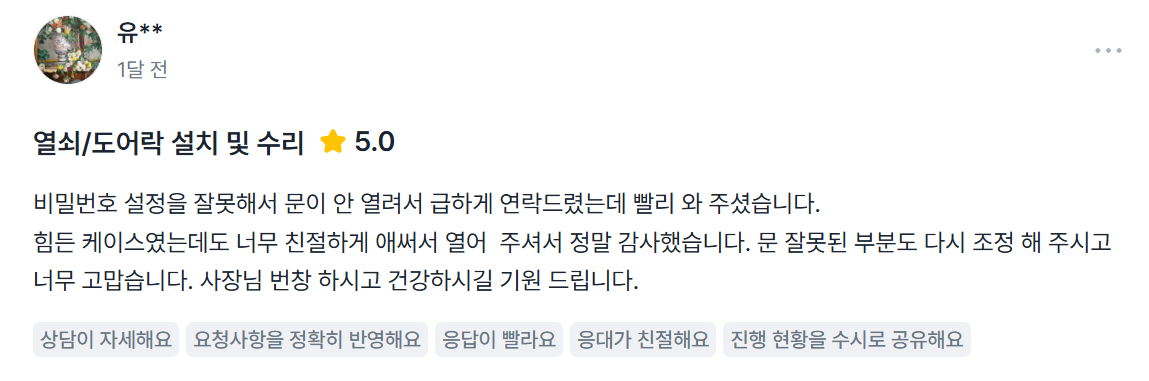 유**
1달 전
열쇠/도어락 설치 및 수리 5.0
비밀번호 설정을 잘못해서 문이 안 열려서 급하게 연락드렸는데 빨리 와 주셨습니다.
힘든 케이스였는데도 너무 친절하게 애써서 열어  주셔서 정말 감사했습니다. 문 잘못된 부분도 다시 조정 해 주시고
너무 고맙습니다. 사장님 번창 하시고 건강하시길 기원 드립니다.
상담이 자세해요 요청사항을 정확히 반영해요 응답이 빨라요 응대가 친절해요 진행 현황을 수시로 공유해요